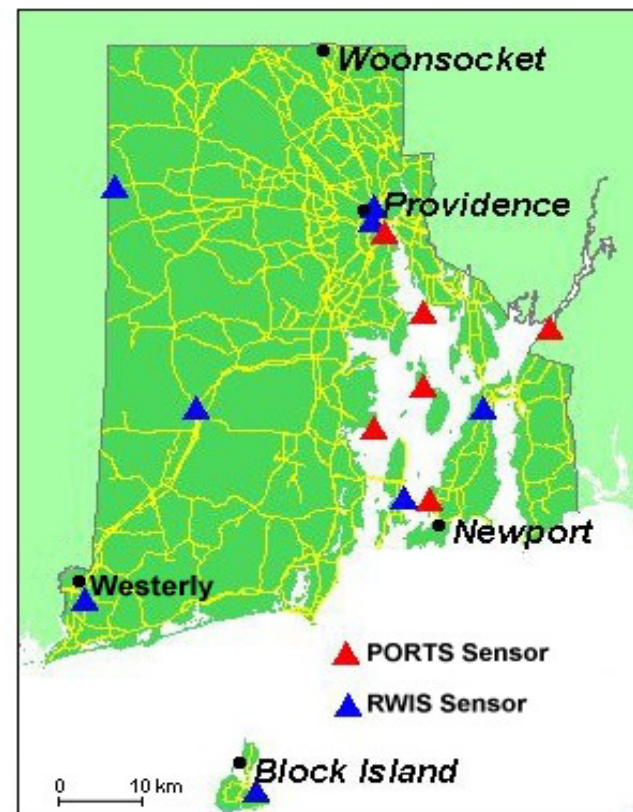 Woonsocket
Providence
Newport
Westerly
PORTS Sensor
RWIS Sensor
Block Island
0 10 km